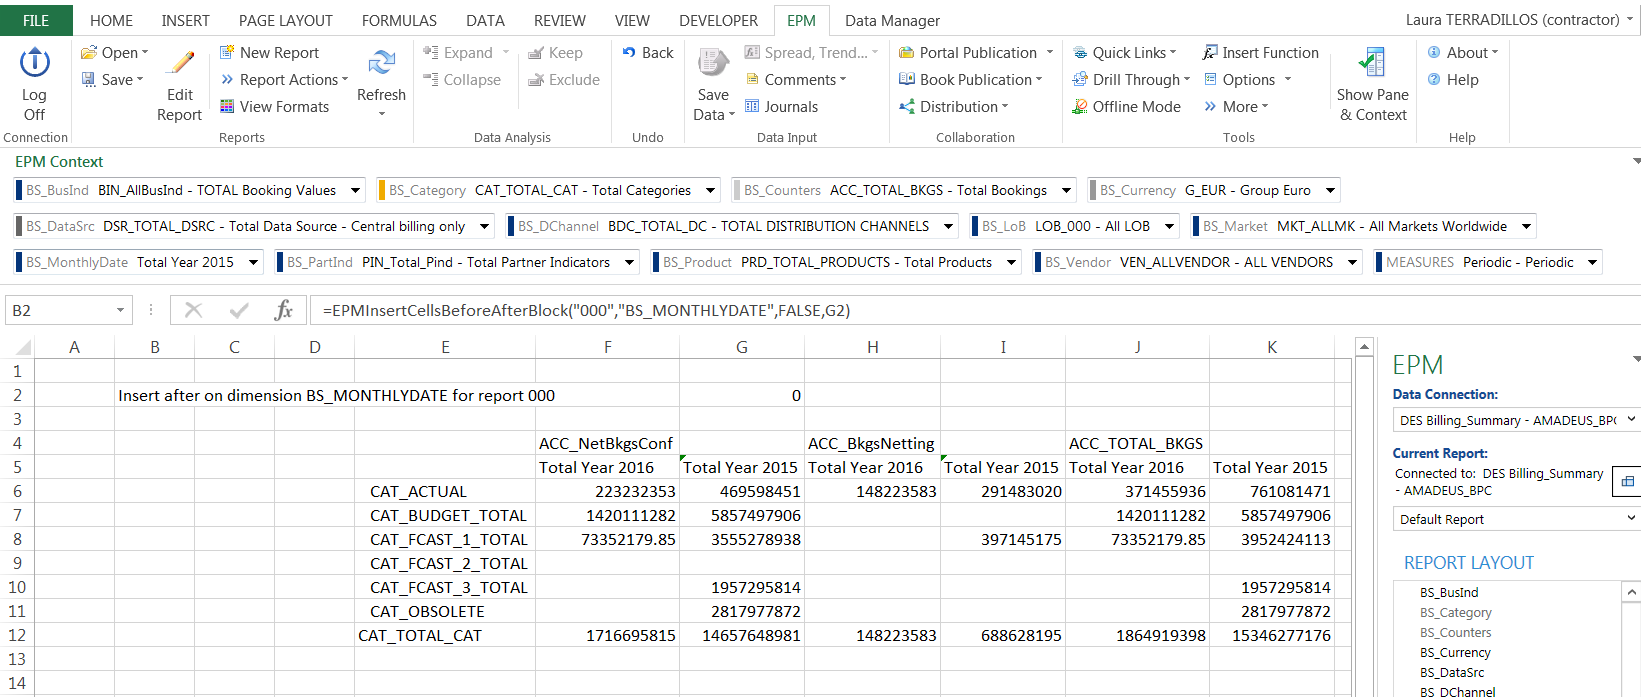 FILE HOME INSERT PAGE LAYOUT FORMULAS DATA REVIEW VIEW DEVELOPER EPM Data Manager Laura TERRADILLOS (contractor)
Open New Report Expand Keep Back Spread, Trend... Portal Publication Quick Links Insert Function About
Save Report Actions Collapse Exclude Comments Book Publication Drill Through Options Help
Log Off Edit Report View Formats Refresh Save Data Journals Distribution Offline Mode More Show Pane & Context
Connection Reports Data Analysis Undo Data Input Collaboration Tools Help
EPM Context
BS_BusInd BIN_AllBusInd - TOTAL Booking Values BS_Category CAT_TOTAL_CAT - Total Categories BS_Counters ACC_TOTAL_BKGS - Total Bookings BS_Currency G_EUR - Group Euro
BS_DataSrc DSR_TOTAL_DSRC - Total Data Source - Central billing only BS_DChannel BDC_TOTAL_DC - TOTAL DISTRIBUTION CHANNELS BS_LoB LOB_000 - All LOB BS_Market MKT_ALLMK - All Markets Worldwide
BS_MonthlyDate Total Year 2015 BS_PartInd PIN_Total_Pind - Total Partner Indicators BS_Product PRD_TOTAL_PRODUCTS - Total Products BS_Vendor VEN_ALLVENDOR - ALL VENDORS MEASURES Periodic - Periodic
B2 fx =EPMInsertCellsBeforeAfterBlock("000","BS_MONTHLYDATE",FALSE,G2)
A B C D E F G H I J K
1
2 Insert after on dimension BS_MONTHLYDATE for report 000 0
3
4 ACC_NetBkgsConf ACC_BkgsNetting ACC_TOTAL_BKGS
5 Total Year 2016 Total Year 2015 Total Year 2016 Total Year 2015 Total Year 2016 Total Year 2015
6 CAT_ACTUAL 223232353 469598451 148223583 291483020 371455936 761081471
7 CAT_BUDGET_TOTAL 1420111282 5857497906 1420111282 5857497906
8 CAT_FCAST_1_TOTAL 73352179.85 3555278938 397145175 73352179.85 3952424113
9 CAT_FCAST_2_TOTAL
10 CAT_FCAST_3_TOTAL 1957295814 1957295814
11 CAT_OBSOLETE 2817977872 2817977872
12 CAT_TOTAL_CAT 1716695815 14657648981 148223583 688628195 1864919398 15346277176
13
14
EPM
Data Connection:
DES Billing_Summary - AMADEUS_BPC
Current Report:
Connected to: DES Billing_Summary
- AMADEUS_BPC
Default Report
REPORT LAYOUT
BS_BusInd
BS_Category
BS_Counters
BS_Currency
BS_DataSrc
BS_DChannel